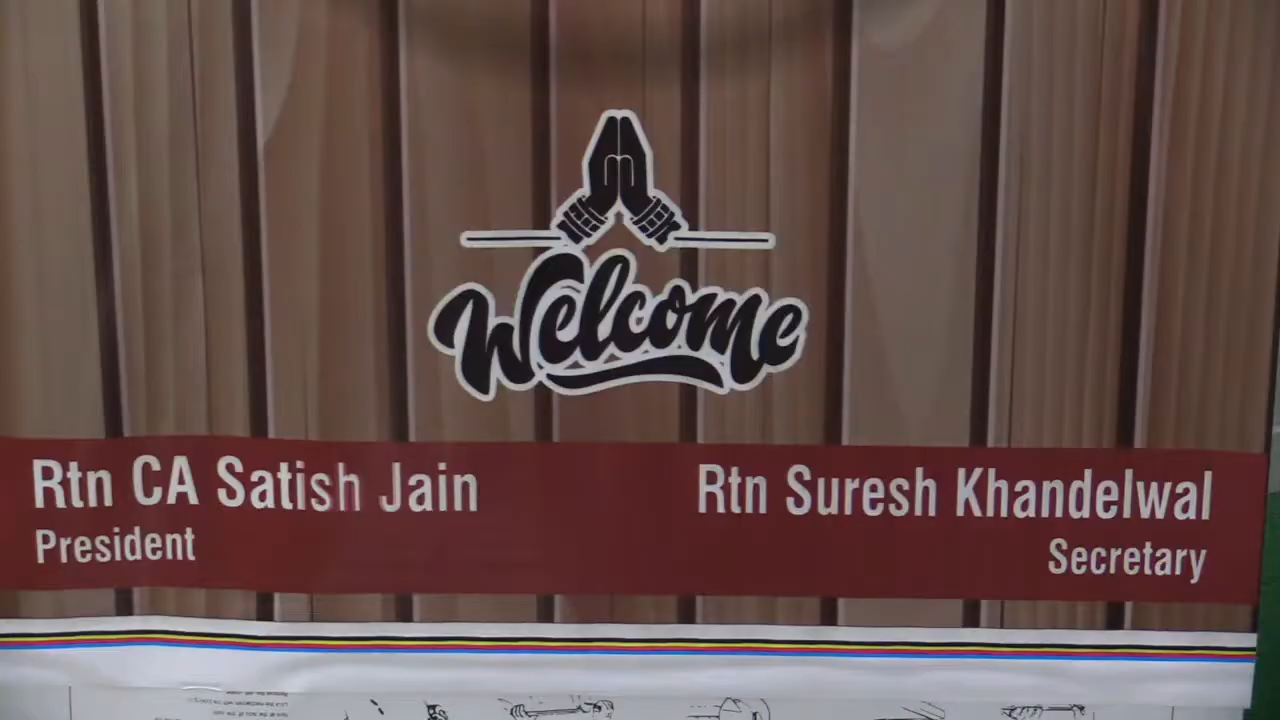 Welcome
Rtn CA Satish Jain
President
Rtn Suresh Khandelwal
Secretary